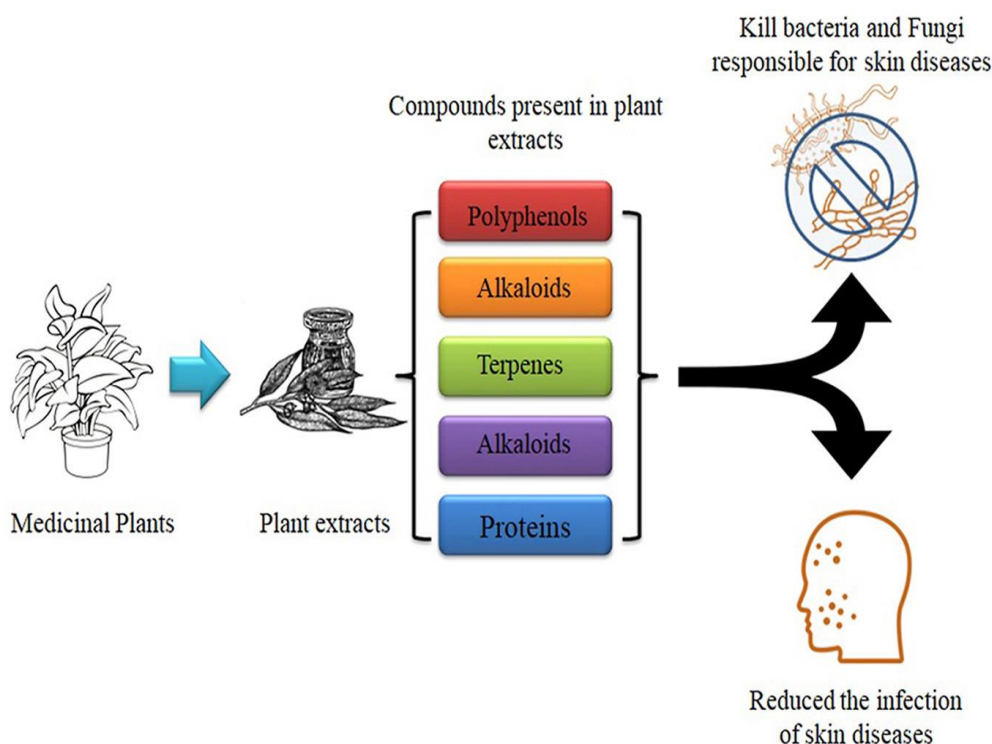 Kill bacteria and Fungi
responsible for skin diseases
Compounds present in plant
extracts
Polyphenols
Alkaloids
Terpenes
Alkaloids
Proteins
Medicinal Plants
Plant extracts
Reduced the infection
of skin diseases